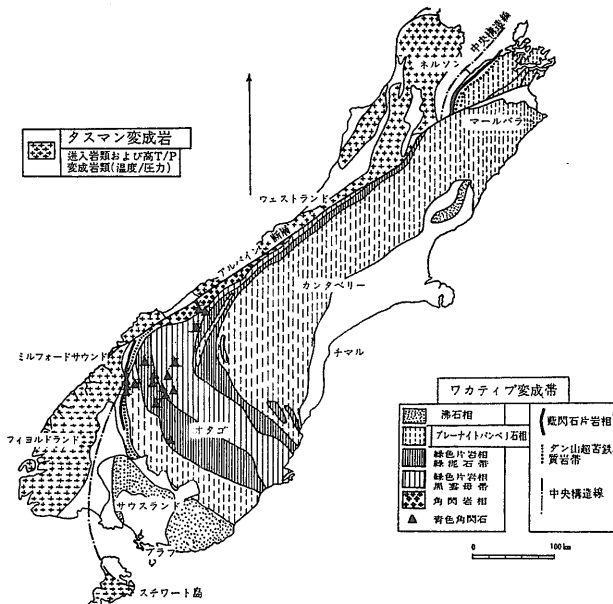 中央構造線
ネルソン
マールバラ
タスマン変成岩
迸入岩類および高T/P
変成岩類(温度/圧力)
ウェストランド
アルパイン断層
カンタベリー
チマル
ミルフォードサウンド
フィヨルドランド
オタゴ
サウスランド
ブラフ
スチワート島
ワカティプ変成帯
沸石相
プレーナイトパンペリ石相
緑色片岩相
緑泥石帯
緑色片岩相
黒雲母帯
角閃岩相
青色角閃石
藍閃石片岩相
ダン山超苦鉄
質岩帯
中央構造線
0 100km